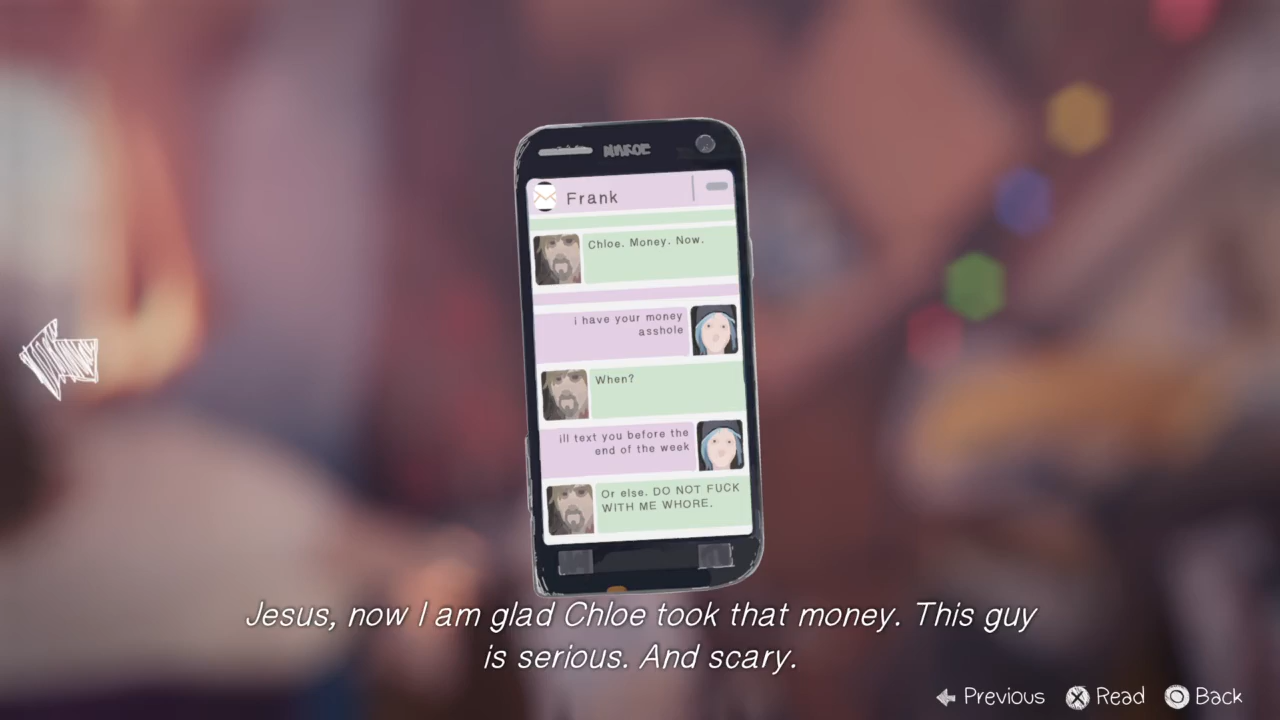 Frank
Chloe. Money. Now.
i have your money
asshole
When?
ill text you before the
end of the week
Or else. DO NOT FUCK
WITH ME WHORE.
Jesus, now I am glad Chloe took that money. This guy
is serious. And scary.
Previous
Read
Back